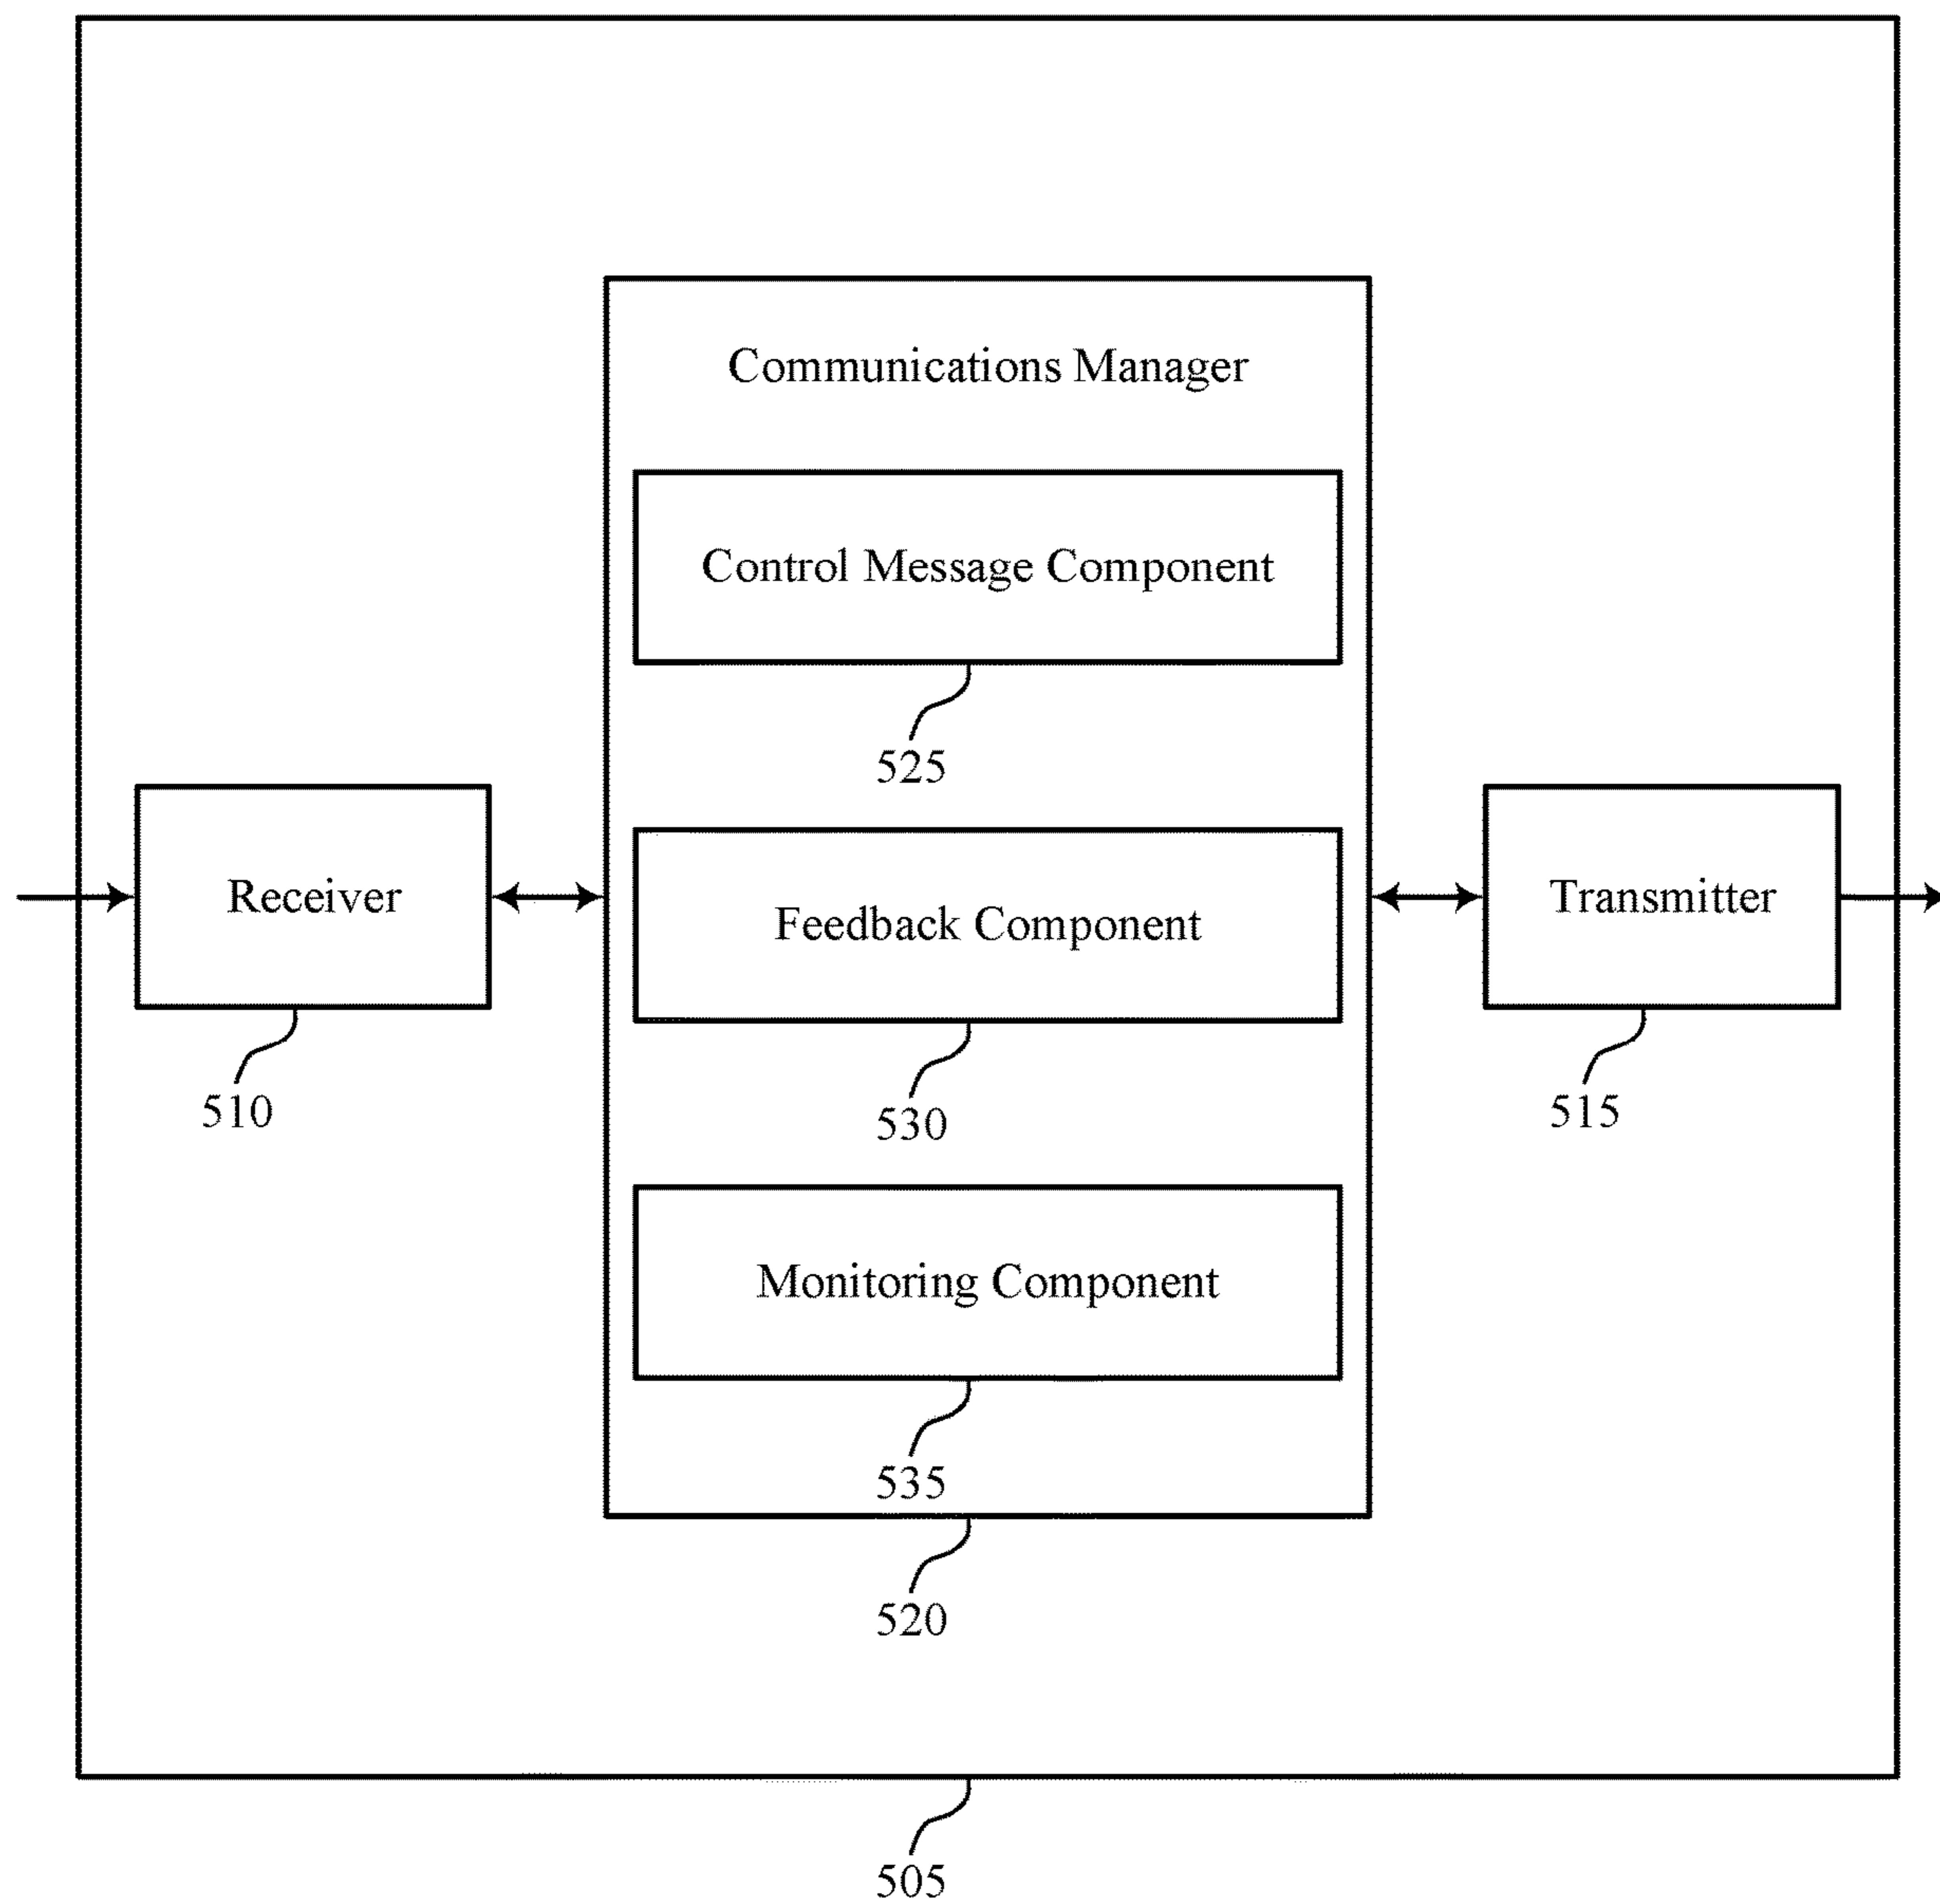 Communications Manager
Control Message Component
525
Receiver
Feedback Component
Transmitter
510
530
515
Monitoring Component
535
520
505